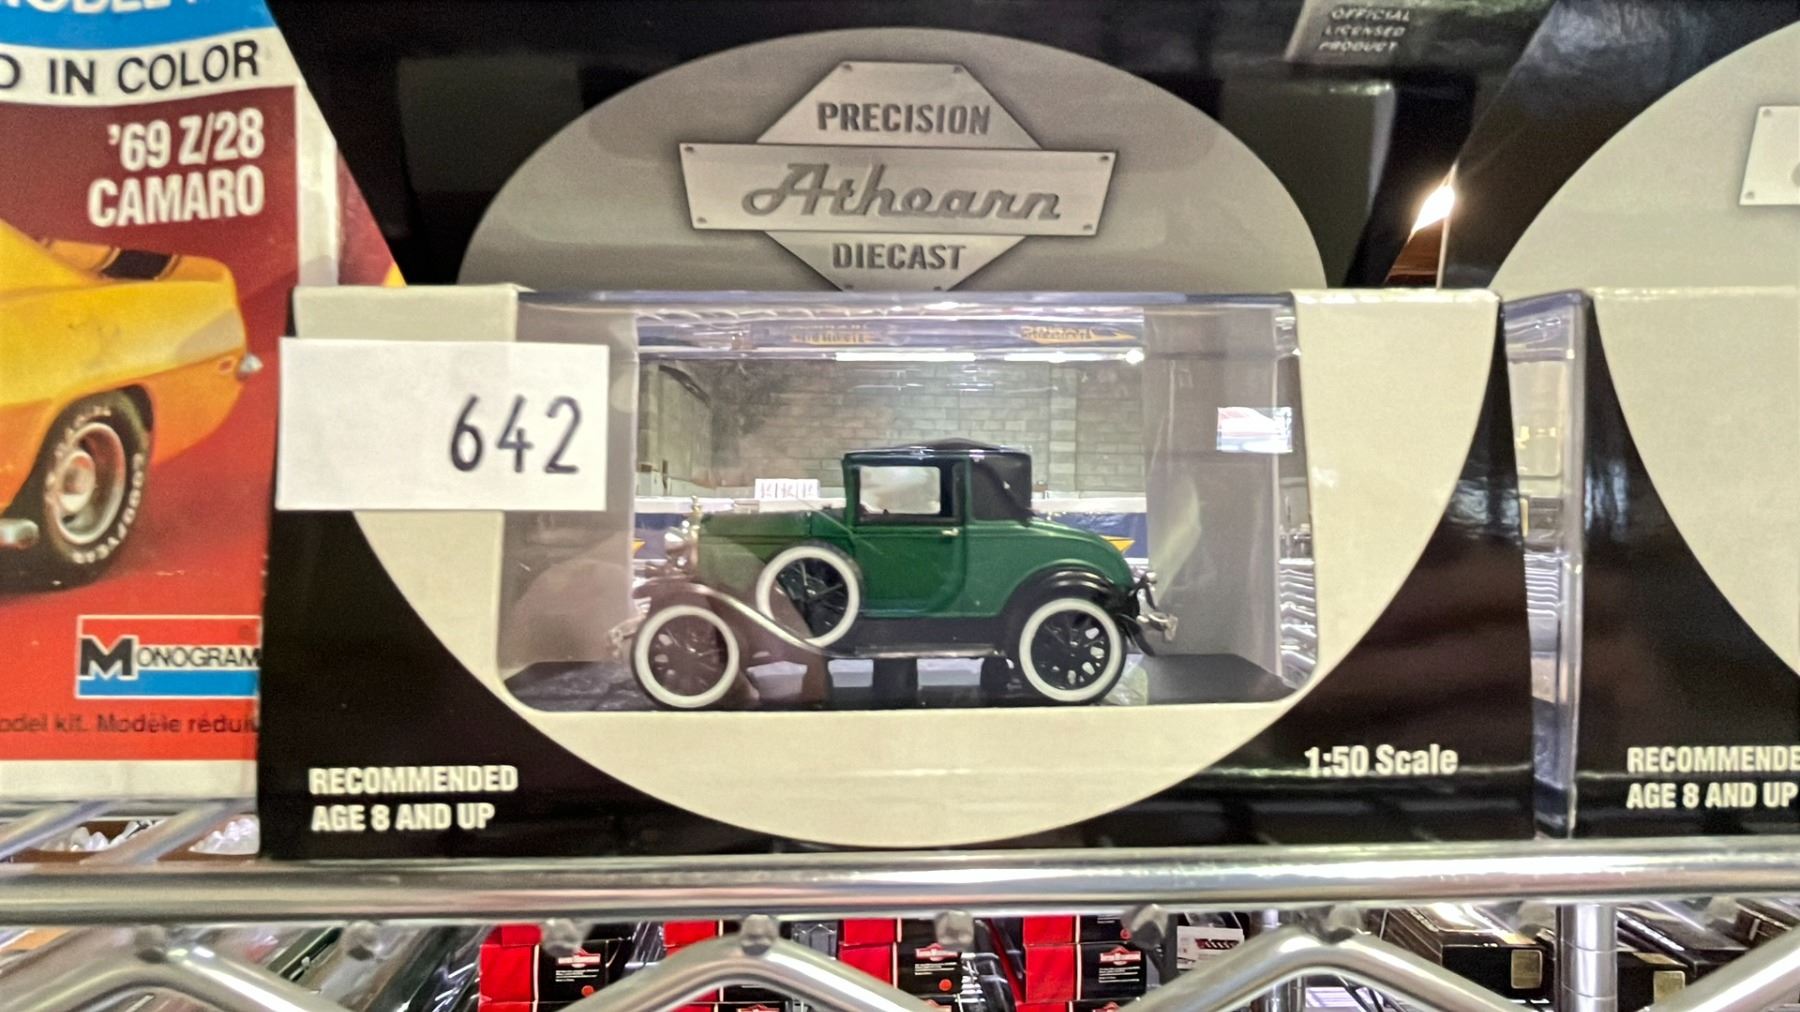 D IN COLOR
'69 Z/28
CAMARO
MONOGRAM
odel kit. Modèle rédui
OFFICIAL
LICENSED
PRODUCT
PRECISION
Athearn
DIECAST
642
RECOMMENDED
AGE 8 AND UP
1:50 Scale
RECOMMENDE
AGE 8 AND UP